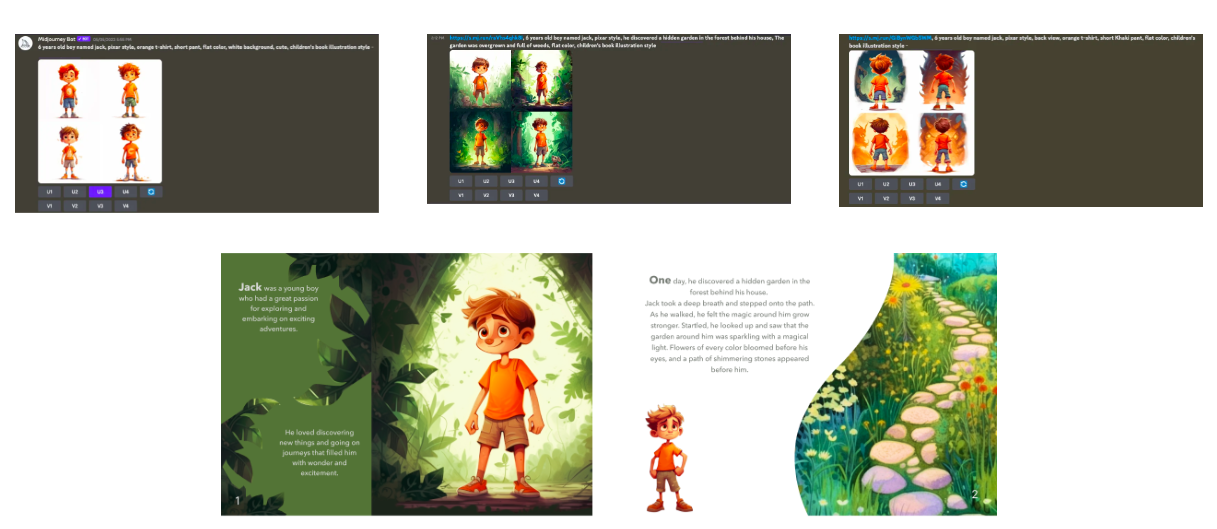 Midjourney Bot ✓BOT 05/05/2023 5:55 PM
6 years old boy named jack, pixar style, orange t-shirt, short pant, flat color, white background, cute, children's book illustration style -
U1 U2 U3 U4
V1 V2 V3 V4
6 years old boy named jack, pixar style, he discovered a hidden garden in the forest behind his house, The
garden was overgrown and full of weeds, flat color, children's book illustration style
U1 U2 U3 U4
V1 V2 V3 V4
6 years old boy named jack, pixar style, back view, orange t-shirt, short Khaki pant, flat color, children's
book illustration style -
U1 U2 U3 U4
V1 V2 V3 V4
Jack was a young boy
who had a great passion
for exploring and
embarking on exciting
adventures.
He loved discovering
new things and going on
journeys that filled him
with wonder and
excitement.
1
One day, he discovered a hidden garden in the
forest behind his house.
Jack took a deep breath and stepped onto the path.
As he walked, he felt the magic around him grow
stronger. Startled, he looked up and saw that the
garden around him was sparkling with a magical
light. Flowers of every color bloomed before his
eyes, and a path of shimmering stones appeared
before him.
2